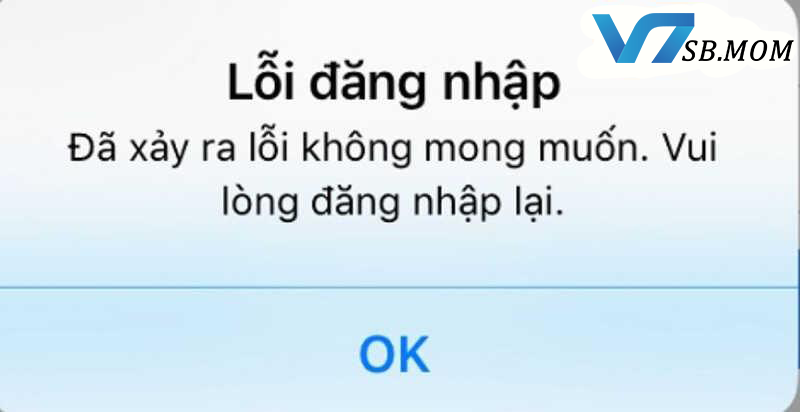 V7SB.MOM
Lỗi đăng nhập
Đã xảy ra lỗi không mong muốn. Vui
lòng đăng nhập lại.
OK